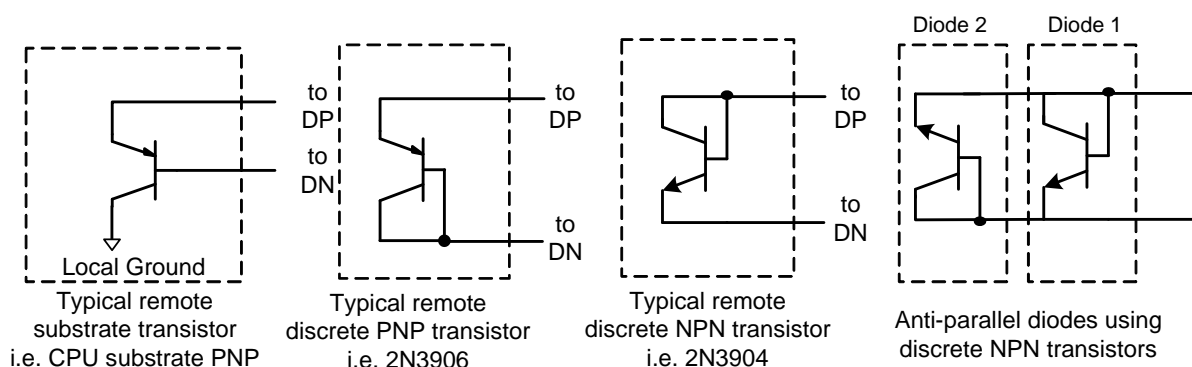 Diode 2
Diode 1
to
DP
to
DN
Local Ground
Typical remote
substrate transistor
i.e. CPU substrate PNP
to
DP
to
DN
Typical remote
discrete PNP transistor
i.e. 2N3906
to
DP
to
DN
Typical remote
discrete NPN transistor
i.e. 2N3904
Anti-parallel diodes using
discrete NPN transistors